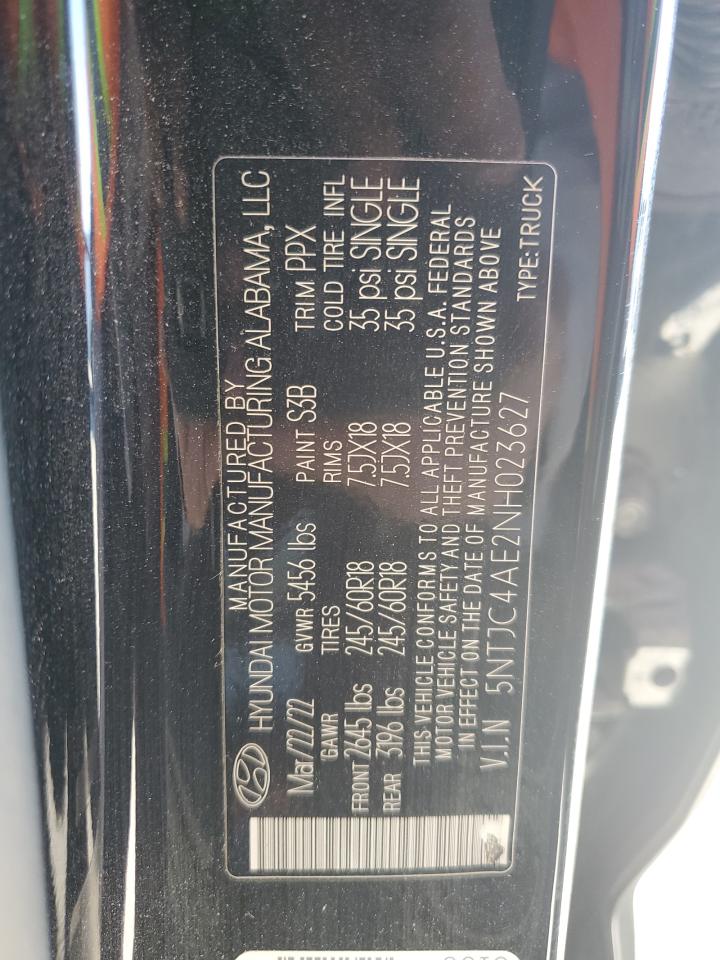 MANUFACTURED BY
HYUNDAI MOTOR MANUFACTURING ALABAMA, LLC
Mar/22/22 GVWR 5456 lbs PAINT S3B TRIM PPX
GAWR TIRES RIMS COLD TIRE INFL
FRONT 2645 lbs 245/60R18 7.5JX18 35 psi SINGLE
REAR 3196 lbs 245/60R18 7.5JX18 35 psi SINGLE
THIS VEHICLE CONFORMS TO ALL APPLICABLE U.S.A. FEDERAL
MOTOR VEHICLE SAFETY AND THEFT PREVENTION STANDARDS
IN EFFECT ON THE DATE OF MANUFACTURE SHOWN ABOVE
V.I.N 5NTJC4AE2NH023627 TYPE:TRUCK